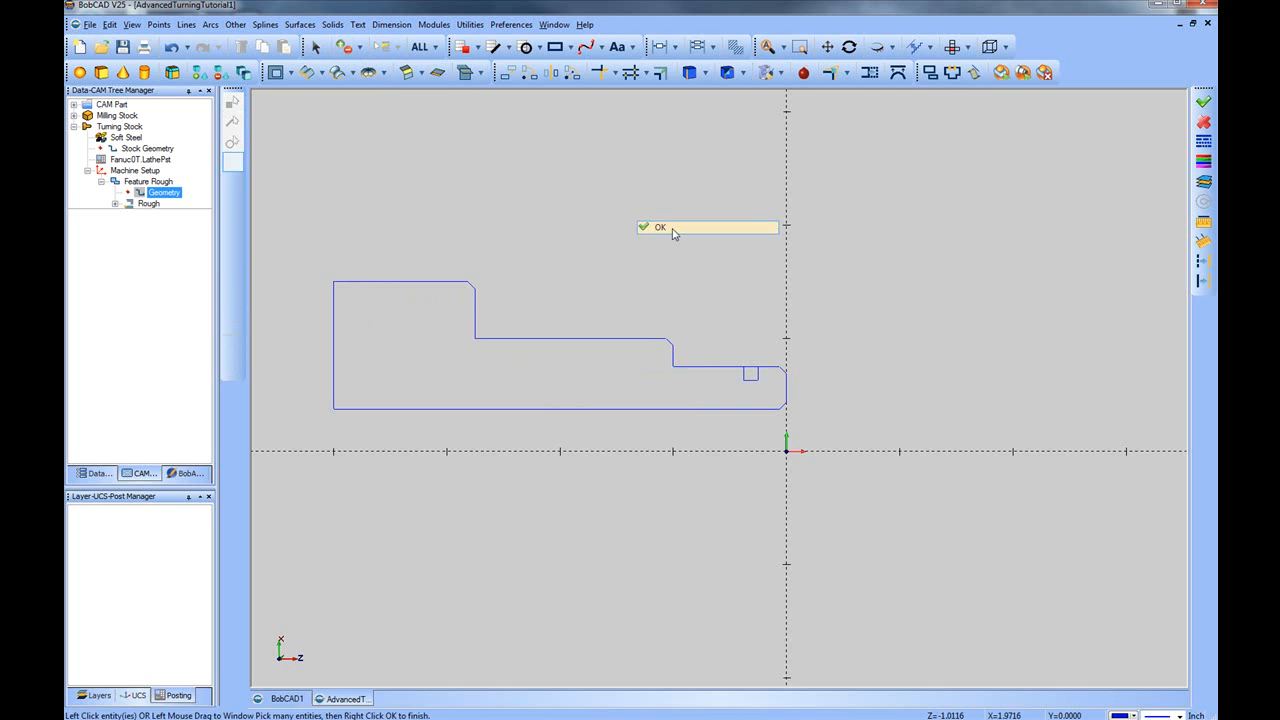 BobCAD V25 - [AdvancedTurningTutorial1]
File Edit View Points Lines Arcs Other Splines Surfaces Solids Text Dimension Modules Utilities Preferences Window Help
ALL
Aa
Data-CAM Tree Manager
CAM Part
Milling Stock
Turning Stock
Soft Steel
Stock Geometry
Fanuc0T.LathePst
Machine Setup
Feature Rough
Geometry
Rough
OK
Data... CAM... BobA...
Layer-UCS-Post Manager
X
Z
Layers UCS Posting
BobCAD1 AdvancedT...
Left Click entity(ies) OR Left Mouse Drag to Window Pick many entities, then Right Click OK to finish.
Z=-1.0116 X=1.9716 Y=0.0000 Inch